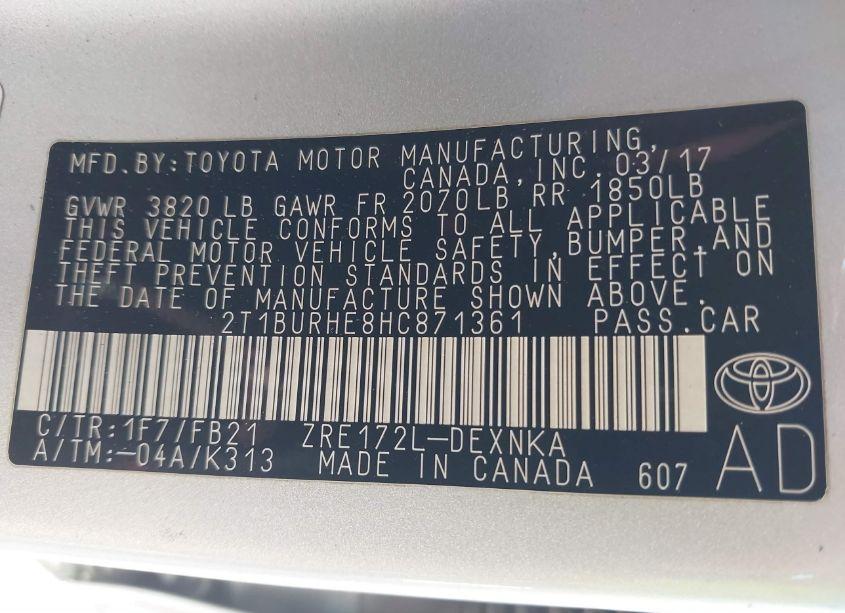 MFD.BY:TOYOTA MOTOR MANUFACTURING,
CANADA,INC. 03/17
GVWR 3820 LB GAWR FR 2070LB RR 1850LB
THIS VEHICLE CONFORMS TO ALL APPLICABLE
FEDERAL MOTOR VEHICLE SAFETY,BUMPER,AND
THEFT PREVENTION STANDARDS IN EFFECT ON
THE DATE OF MANUFACTURE SHOWN ABOVE.
2T1BURHE8HC871361 PASS.CAR
C/TR:1F7/FB21 ZRE172L-DEXNKA
A/TM:-04A/K313 MADE IN CANADA 607 AD